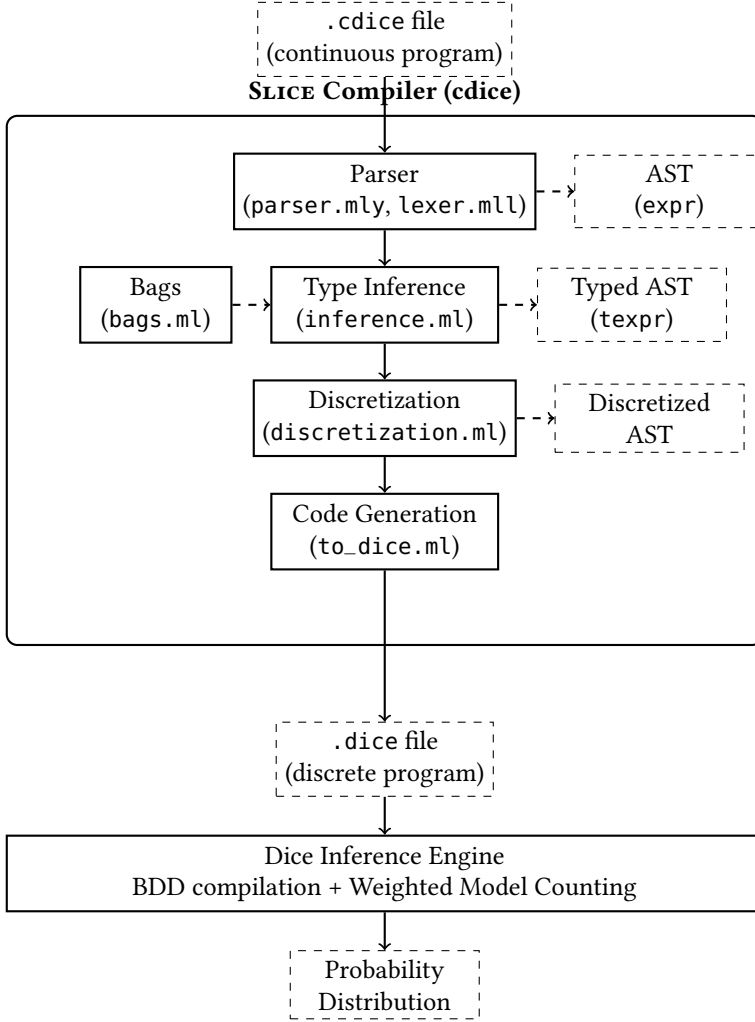 .cdice file
(continuous program)
SLICE Compiler (cdice)
Parser
(parser.mly, lexer.mll)
AST
(expr)
Bags
(bags.ml)
Type Inference
(inference.ml)
Typed AST
(texpr)
Discretization
(discretization.ml)
Discretized
AST
Code Generation
(to_dice.ml)
.dice file
(discrete program)
Dice Inference Engine
BDD compilation + Weighted Model Counting
Probability
Distribution